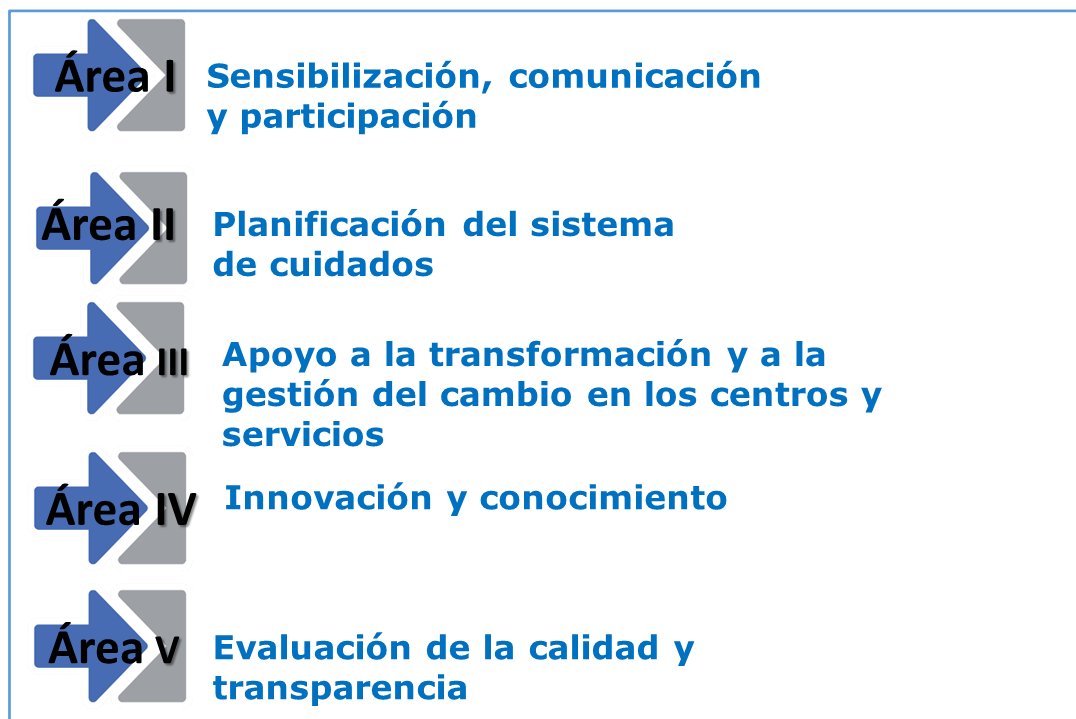 Área I
Sensibilización, comunicación
y participación
Área II
Planificación del sistema
de cuidados
Área III
Apoyo a la transformación y a la
gestión del cambio en los centros y
servicios
Área IV
Innovación y conocimiento
Área V
Evaluación de la calidad y
transparencia